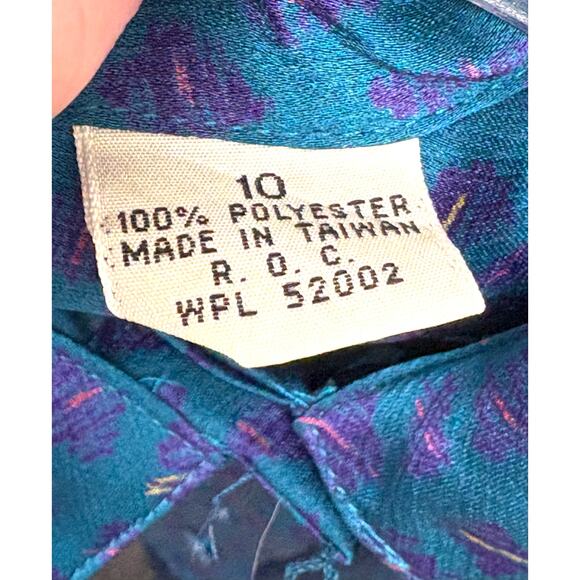 10
100% POLYESTER
MADE IN TAIWAN
R. O. C.
WPL 52002